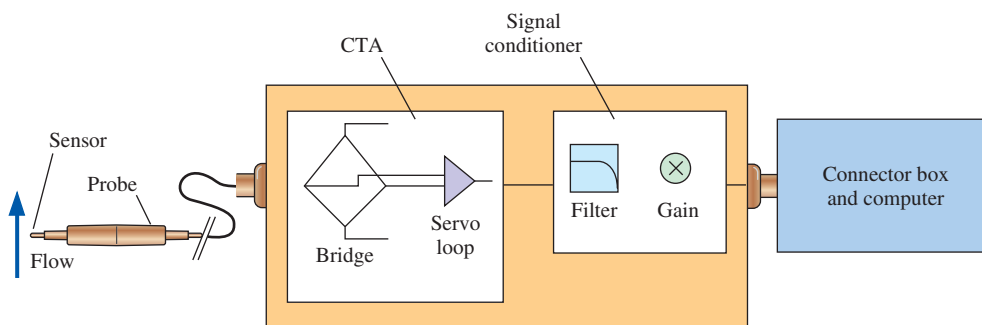 Signal
conditioner
CTA
Sensor
Probe
Flow
Bridge
Servo
loop
Filter
Gain
Connector box
and computer